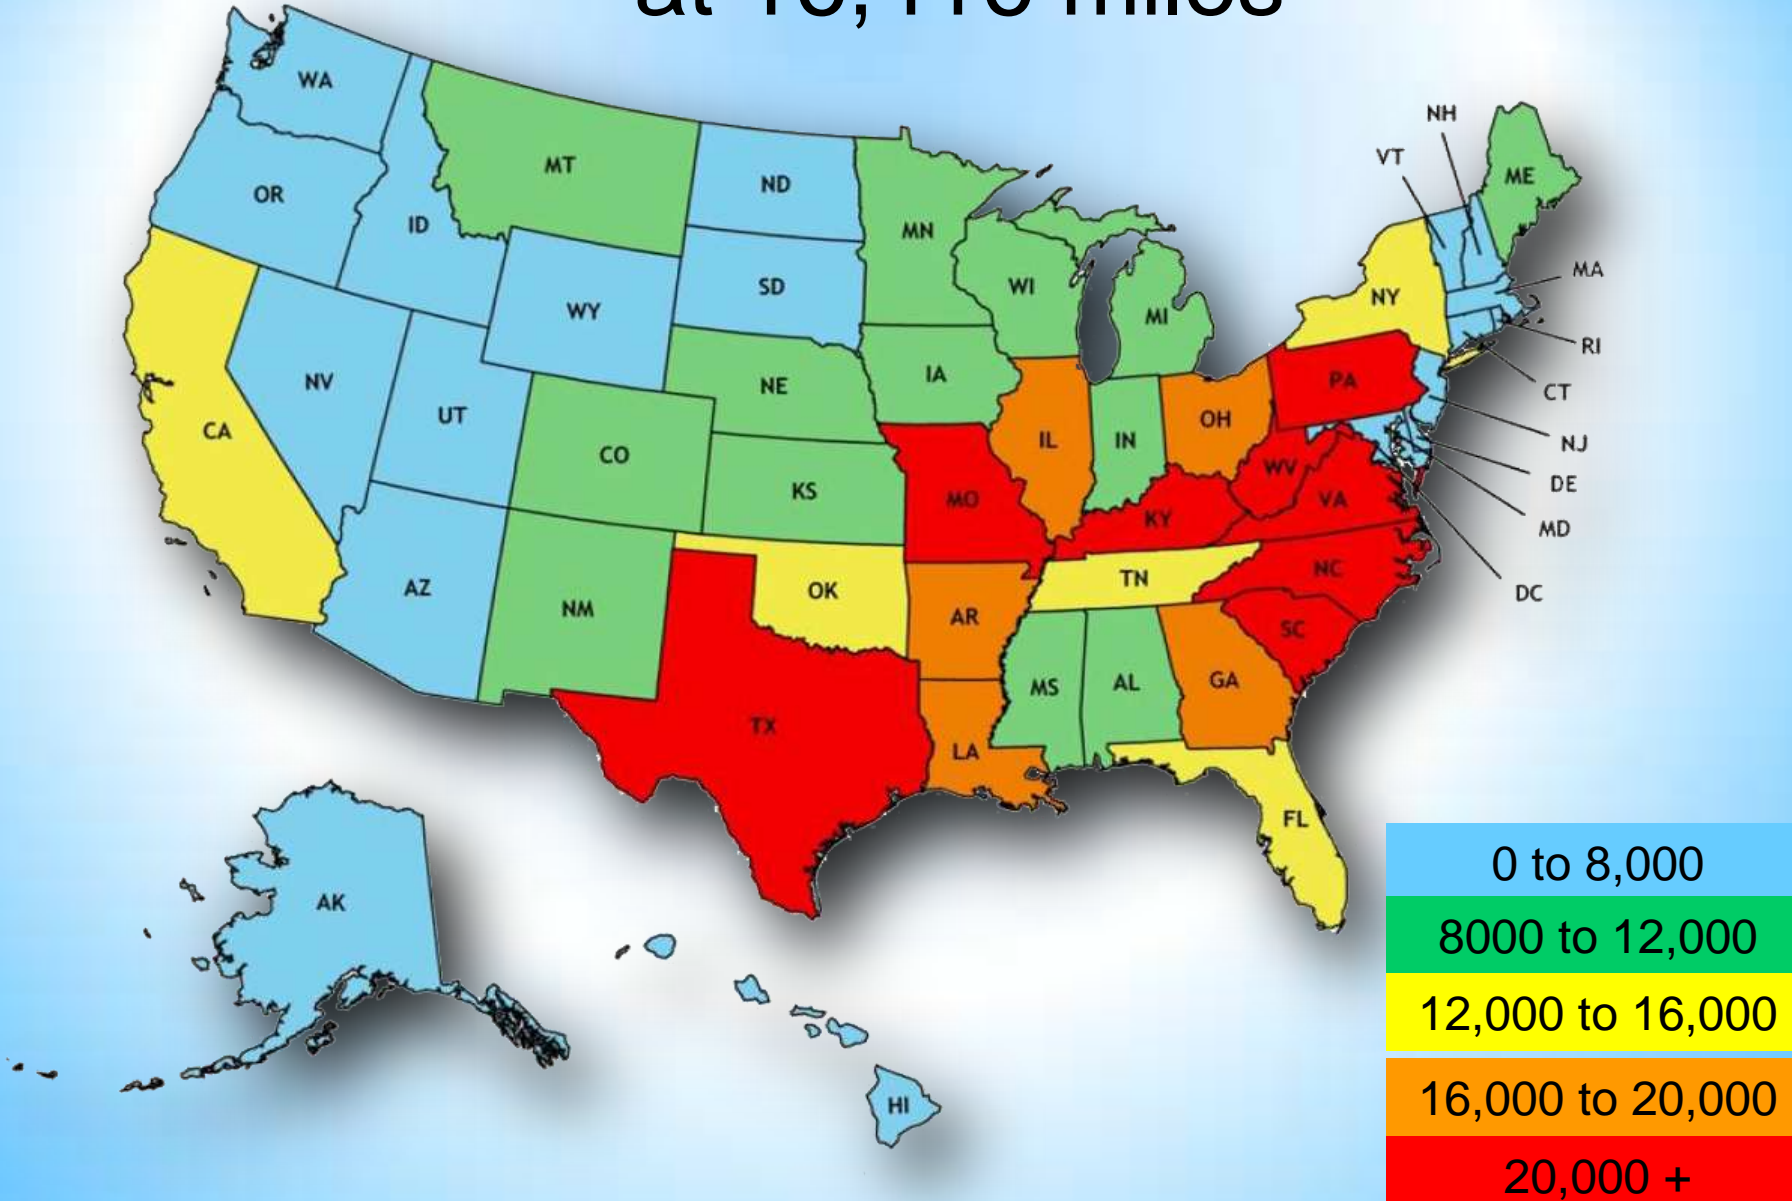 WA
MT
ND
OR
ID
MN
SD
WY
WI
MI
NH
VT
ME
NY
MA
RI
NV
UT
NE
IA
PA
CT
CA
CO
KS
IL
IN
OH
NJ
DE
MO
WV
VA
KY
MD
AZ
NM
OK
TN
NC
DC
AR
SC
TX
MS
AL
GA
LA
FL
AK
HI
0 to 8,000
8000 to 12,000
12,000 to 16,000
16,000 to 20,000
20,000 +